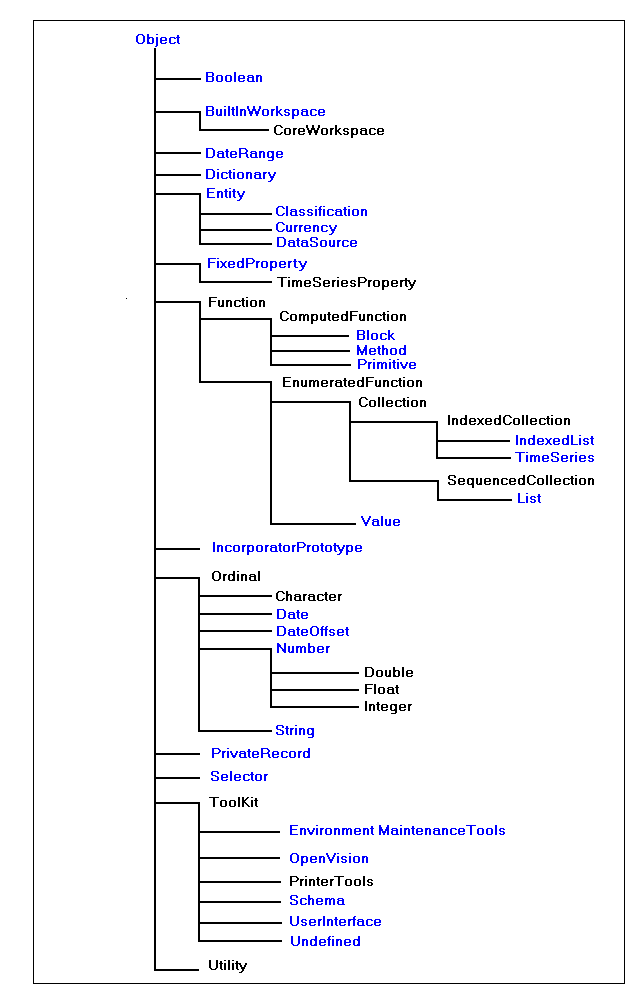 Object
Boolean
BuiltInWorkspace
CoreWorkspace
DateRange
Dictionary
Entity
Classification
Currency
DataSource
FixedProperty
TimeSeriesProperty
Function
ComputedFunction
Block
Method
Primitive
EnumeratedFunction
Collection
IndexedCollection
IndexedList
TimeSeries
SequencedCollection
List
Value
IncorporatorPrototype
Ordinal
Character
Date
DateOffset
Number
Double
Float
Integer
String
PrivateRecord
Selector
ToolKit
Environment MaintenanceTools
OpenVision
PrinterTools
Schema
UserInterface
Undefined
Utility